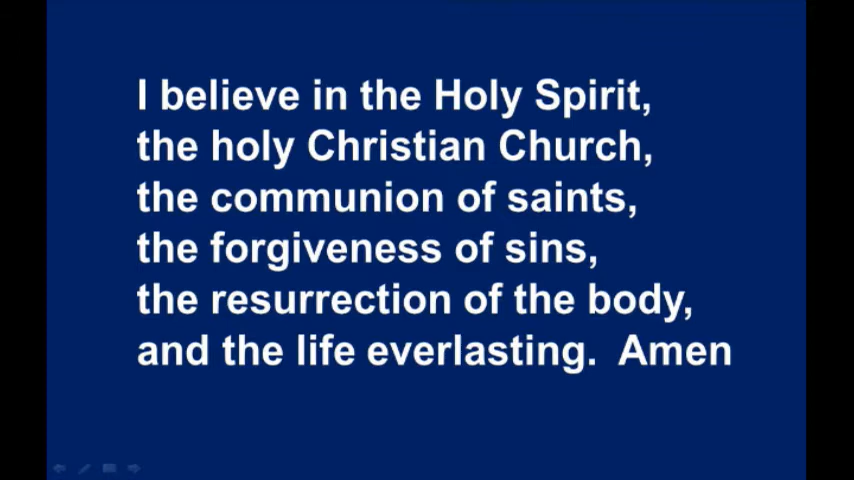 I believe in the Holy Spirit,
the holy Christian Church,
the communion of saints,
the forgiveness of sins,
the resurrection of the body,
and the life everlasting.  Amen